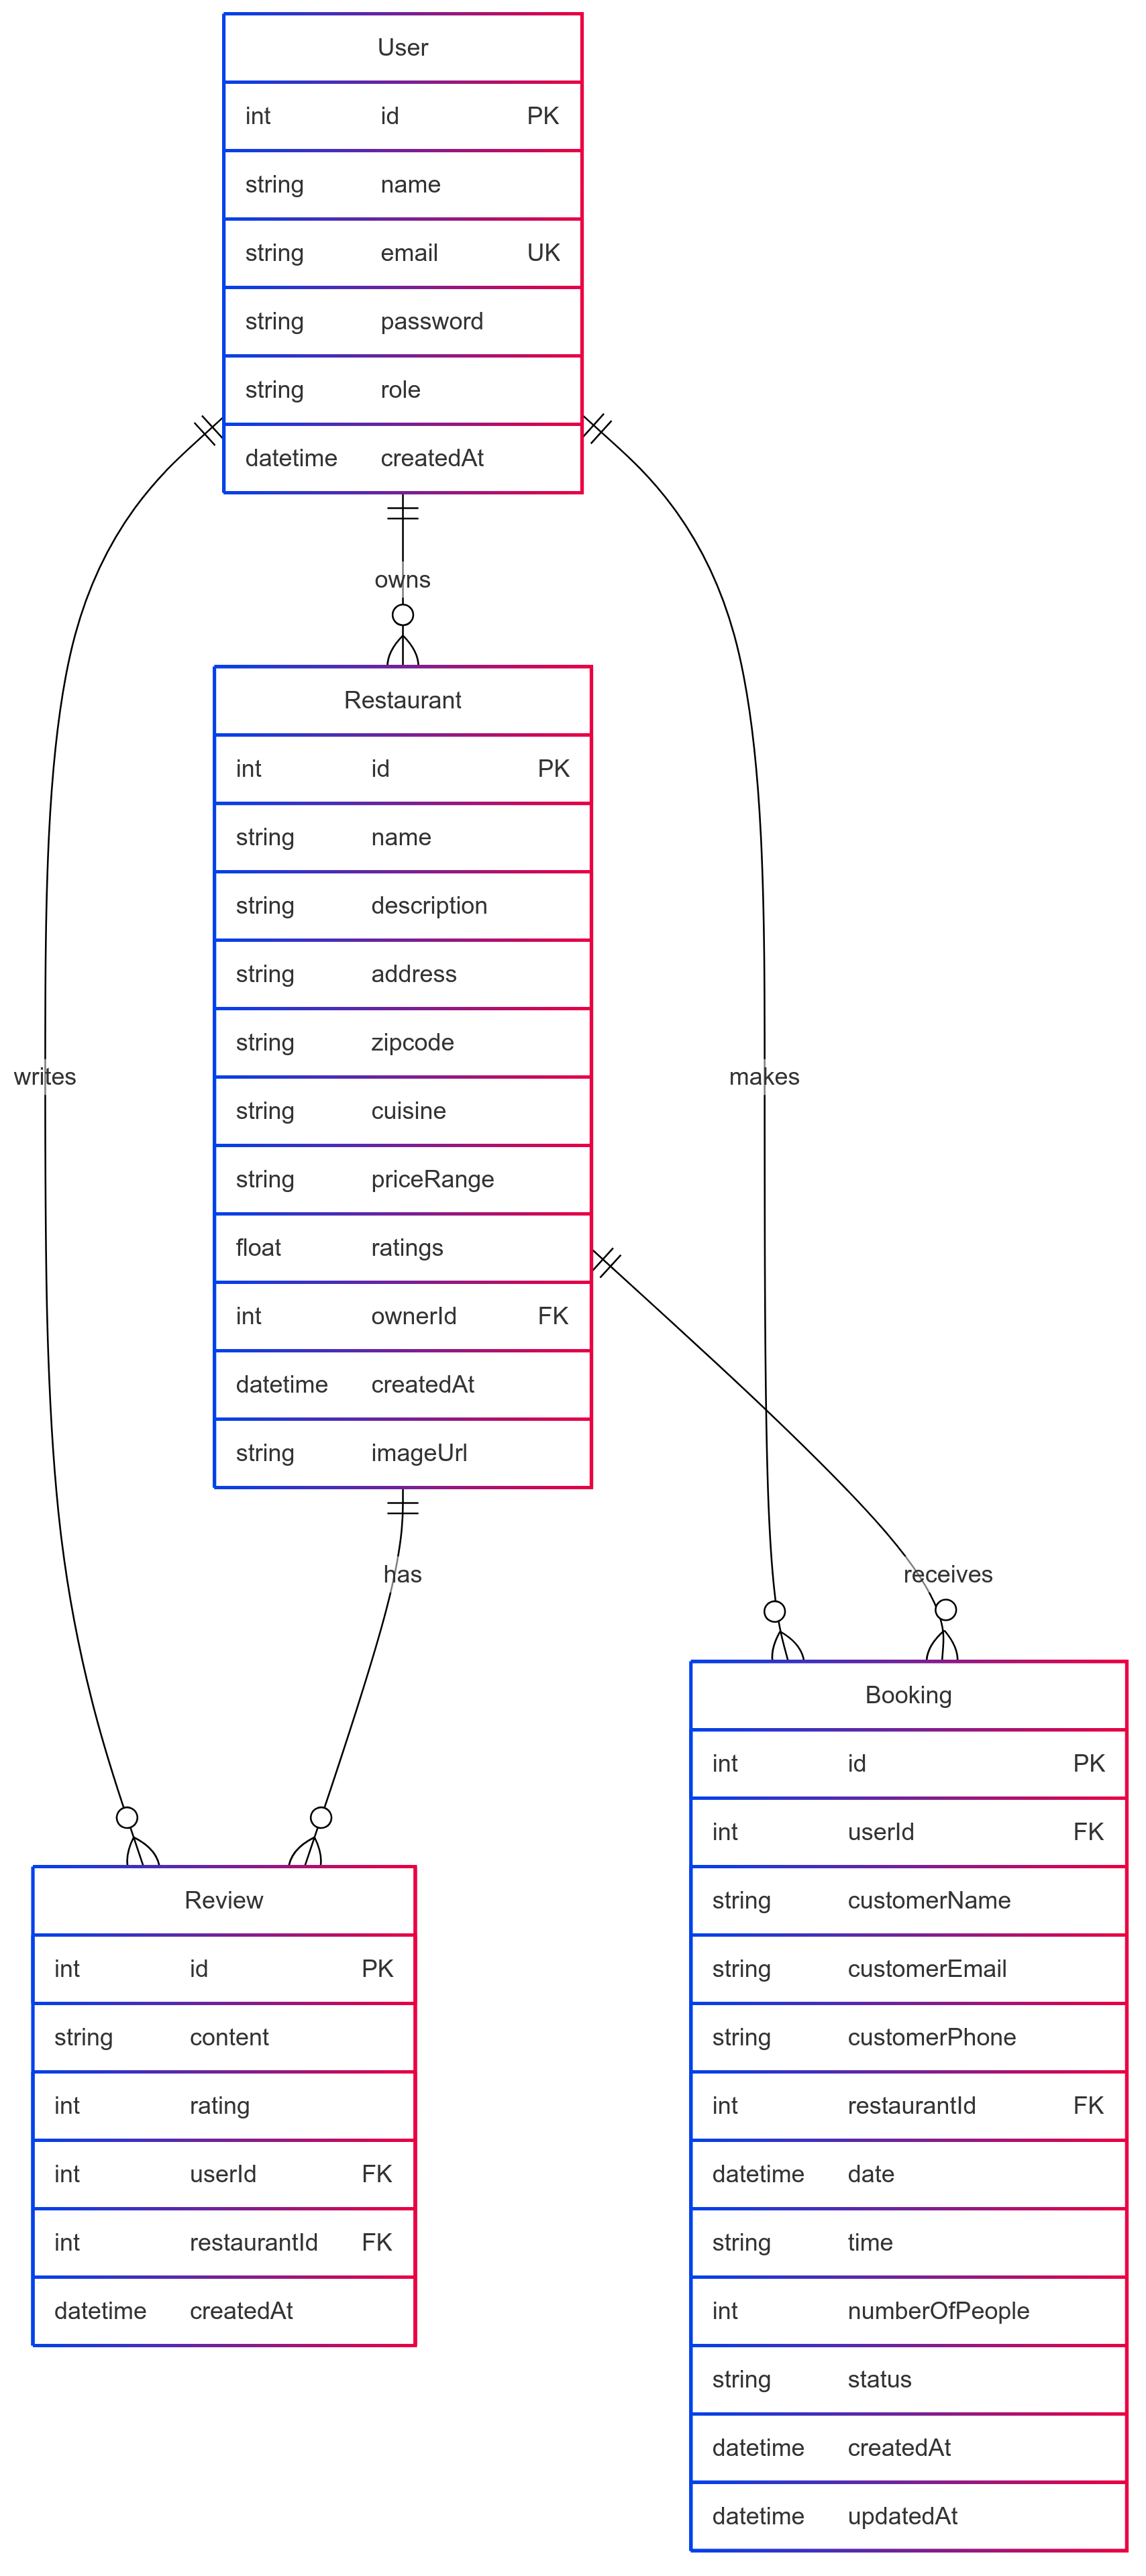 User
int id PK
string name
string email UK
string password
string role
datetime createdAt
owns
Restaurant
int id PK
string name
string description
string address
string zipcode
string cuisine
string priceRange
float ratings
int ownerId FK
datetime createdAt
string imageUrl
writes
makes
has
receives
Booking
int id PK
int userId FK
string customerName
string customerEmail
string customerPhone
int restaurantId FK
datetime date
string time
int numberOfPeople
string status
datetime createdAt
datetime updatedAt
Review
int id PK
string content
int rating
int userId FK
int restaurantId FK
datetime createdAt